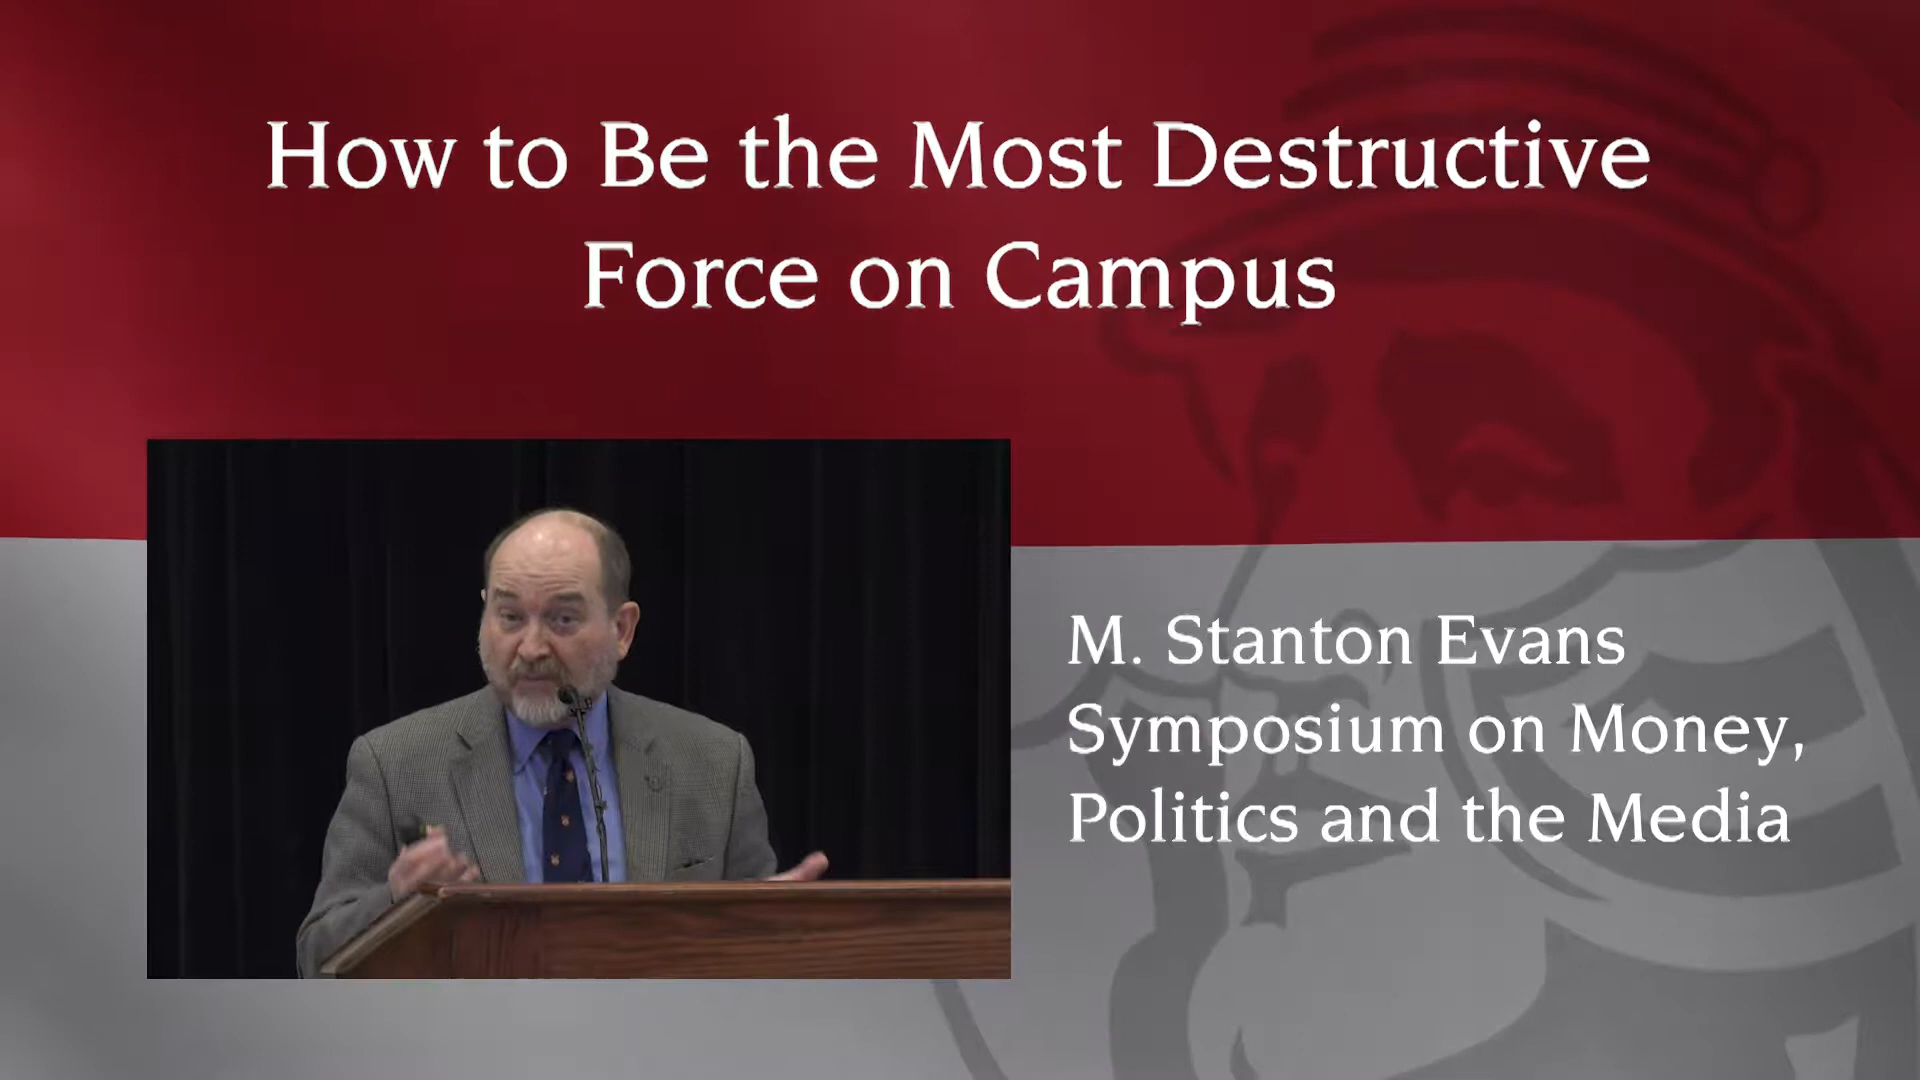 How to Be the Most Destructive
Force on Campus
M. Stanton Evans
Symposium on Money,
Politics and the Media